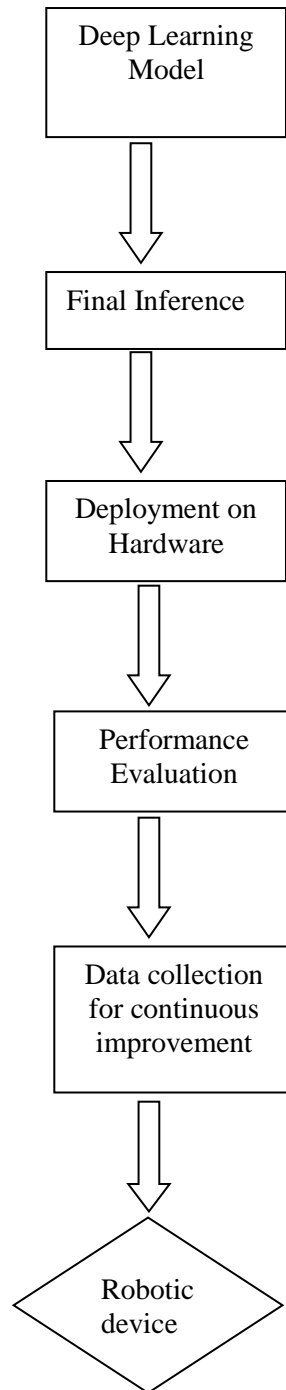 Deep Learning
Model
Final Inference
Deployment on
Hardware
Performance
Evaluation
Data collection
for continuous
improvement
Robotic
device